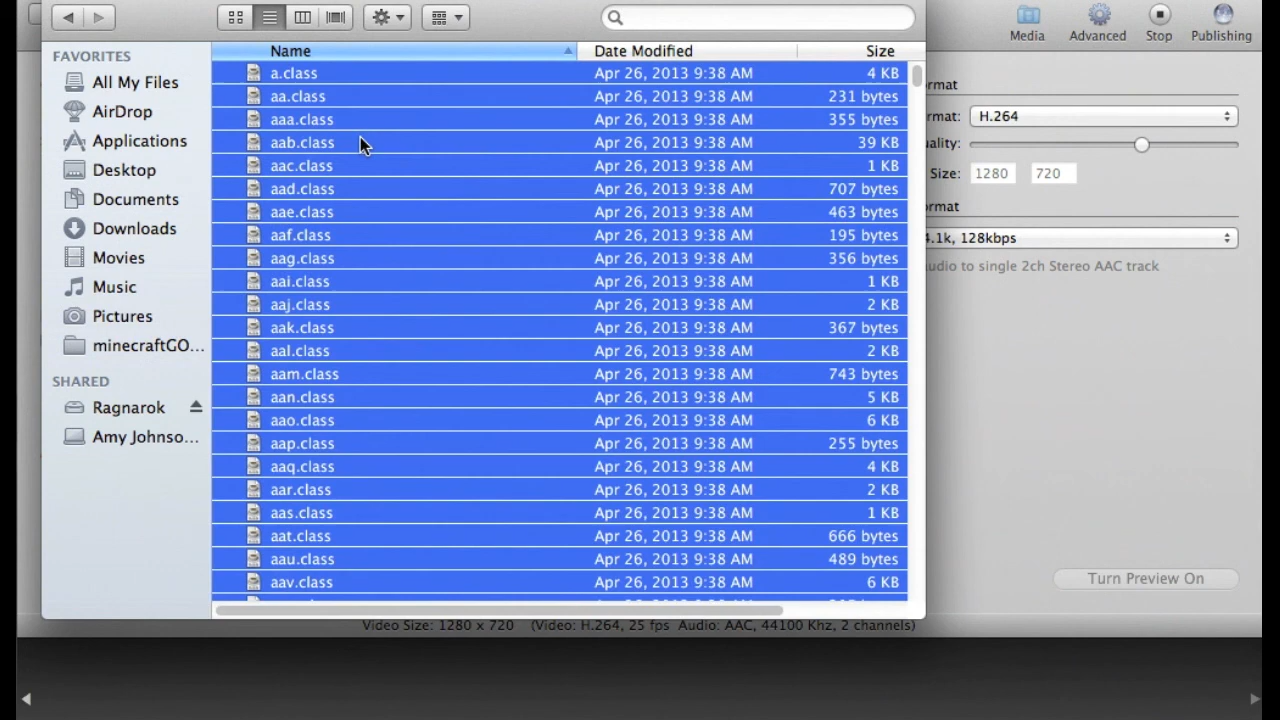 Name Date Modified Size
FAVORITES
All My Files
AirDrop
Applications
Desktop
Documents
Downloads
Movies
Music
Pictures
minecraftGO...
SHARED
Ragnarok
Amy Johnso...
a.class Apr 26, 2013 9:38 AM 4 KB
aa.class Apr 26, 2013 9:38 AM 231 bytes
aaa.class Apr 26, 2013 9:38 AM 355 bytes
aab.class Apr 26, 2013 9:38 AM 39 KB
aac.class Apr 26, 2013 9:38 AM 1 KB
aad.class Apr 26, 2013 9:38 AM 707 bytes
aae.class Apr 26, 2013 9:38 AM 463 bytes
aaf.class Apr 26, 2013 9:38 AM 195 bytes
aag.class Apr 26, 2013 9:38 AM 356 bytes
aai.class Apr 26, 2013 9:38 AM 1 KB
aaj.class Apr 26, 2013 9:38 AM 2 KB
aak.class Apr 26, 2013 9:38 AM 367 bytes
aal.class Apr 26, 2013 9:38 AM 2 KB
aam.class Apr 26, 2013 9:38 AM 743 bytes
aan.class Apr 26, 2013 9:38 AM 5 KB
aao.class Apr 26, 2013 9:38 AM 6 KB
aap.class Apr 26, 2013 9:38 AM 255 bytes
aaq.class Apr 26, 2013 9:38 AM 4 KB
aar.class Apr 26, 2013 9:38 AM 2 KB
aas.class Apr 26, 2013 9:38 AM 1 KB
aat.class Apr 26, 2013 9:38 AM 666 bytes
aau.class Apr 26, 2013 9:38 AM 489 bytes
aav.class Apr 26, 2013 9:38 AM 6 KB
Media Advanced Stop Publishing
rmat
rmat: H.264
ality:
Size: 1280 720
ormat
4.1k, 128kbps
udio to single 2ch Stereo AAC track
Turn Preview On
Video Size: 1280 x 720 (Video: H.264, 25 fps Audio: AAC, 44100 Khz, 2 channels)